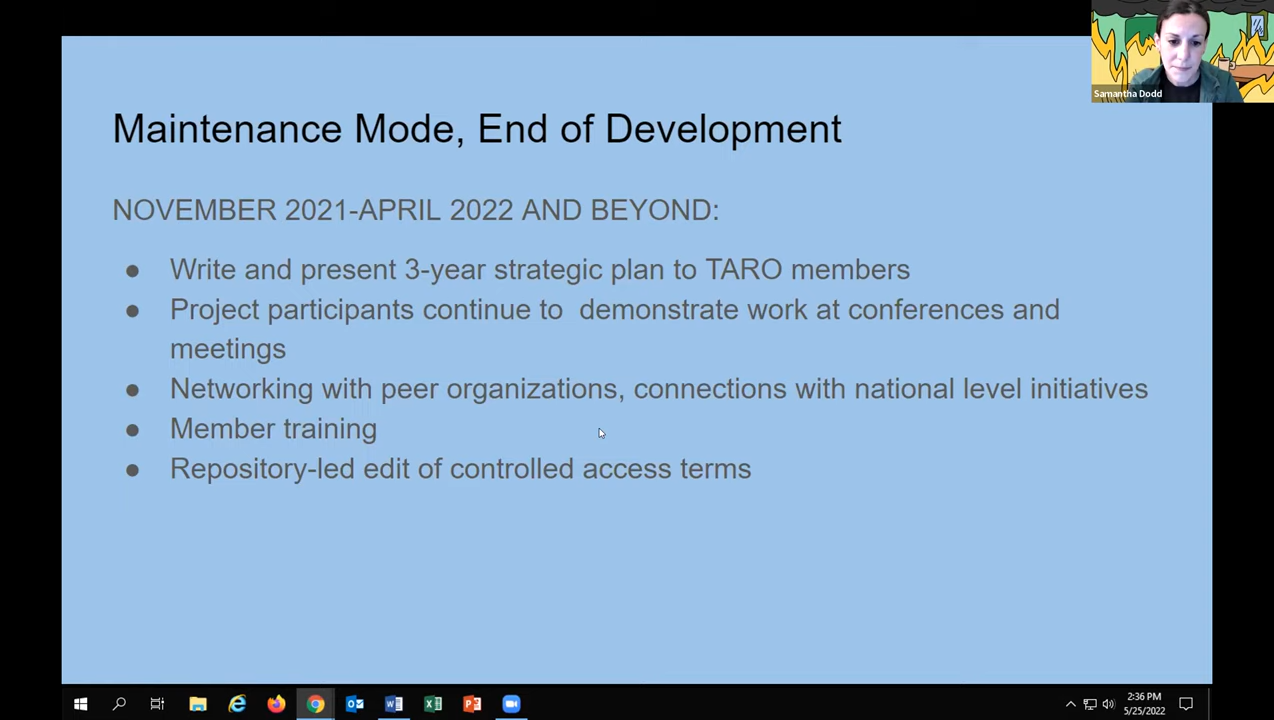 Samantha Dodd
Maintenance Mode, End of Development
NOVEMBER 2021-APRIL 2022 AND BEYOND:
● Write and present 3-year strategic plan to TARO members
● Project participants continue to  demonstrate work at conferences and
meetings
● Networking with peer organizations, connections with national level initiatives
● Member training
● Repository-led edit of controlled access terms
2:36 PM
5/25/2022